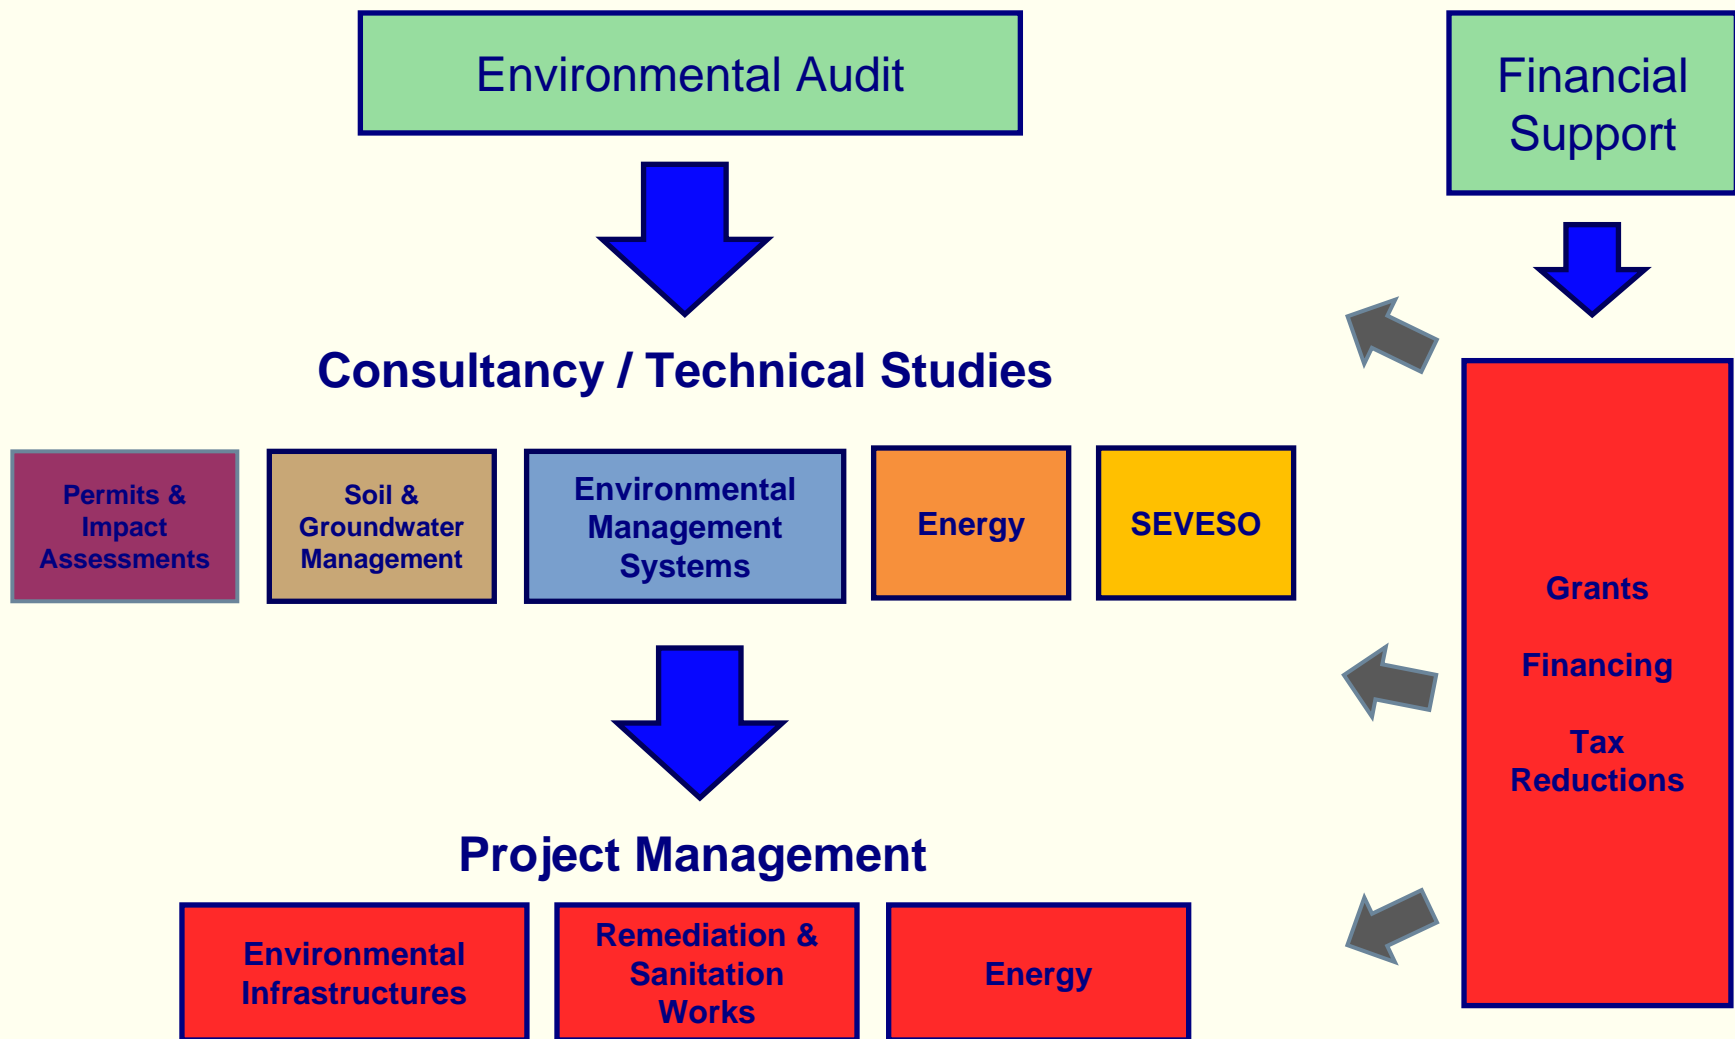 Environmental Audit
Financial
Support
Consultancy / Technical Studies
Permits &
Impact
Assessments
Soil &
Groundwater
Management
Environmental
Management
Systems
Energy
SEVESO
Grants
Financing
Tax
Reductions
Project Management
Environmental
Infrastructures
Remediation &
Sanitation
Works
Energy